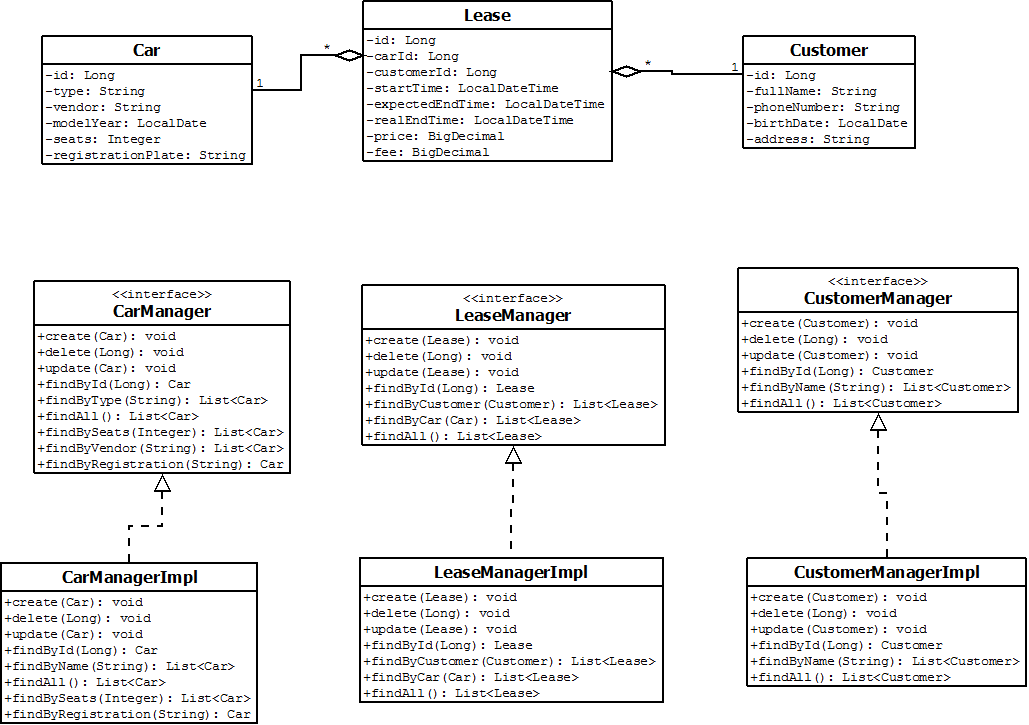 Lease
-id: Long
-carId: Long
-customerId: Long
-startTime: LocalDateTime
-expectedEndTime: LocalDateTime
-realEndTime: LocalDateTime
-price: BigDecimal
-fee: BigDecimal
Car
-id: Long
-type: String
-vendor: String
-modelYear: LocalDate
-seats: Integer
-registrationPlate: String
1
*
*
1
Customer
-id: Long
-fullName: String
-phoneNumber: String
-birthDate: LocalDate
-address: String
<<interface>>
CarManager
+create(Car): void
+delete(Long): void
+update(Car): void
+findById(Long): Car
+findByType(String): List<Car>
+findAll(): List<Car>
+findBySeats(Integer): List<Car>
+findByVendor(String): List<Car>
+findByRegistration(String): Car
<<interface>>
LeaseManager
+create(Lease): void
+delete(Long): void
+update(Lease): void
+findById(Long): Lease
+findByCustomer(Customer): List<Lease>
+findByCar(Car): List<Lease>
+findAll(): List<Lease>
<<interface>>
CustomerManager
+create(Customer): void
+delete(Long): void
+update(Customer): void
+findById(Long): Customer
+findByName(String): List<Customer>
+findAll(): List<Customer>
CarManagerImpl
+create(Car): void
+delete(Long): void
+update(Car): void
+findById(Long): Car
+findByName(String): List<Car>
+findAll(): List<Car>
+findBySeats(Integer): List<Car>
+findByRegistration(String): Car
LeaseManagerImpl
+create(Lease): void
+delete(Long): void
+update(Lease): void
+findById(Long): Lease
+findByCustomer(Customer): List<Lease>
+findByCar(Car): List<Lease>
+findAll(): List<Lease>
CustomerManagerImpl
+create(Customer): void
+delete(Long): void
+update(Customer): void
+findById(Long): Customer
+findByName(String): List<Customer>
+findAll(): List<Customer>